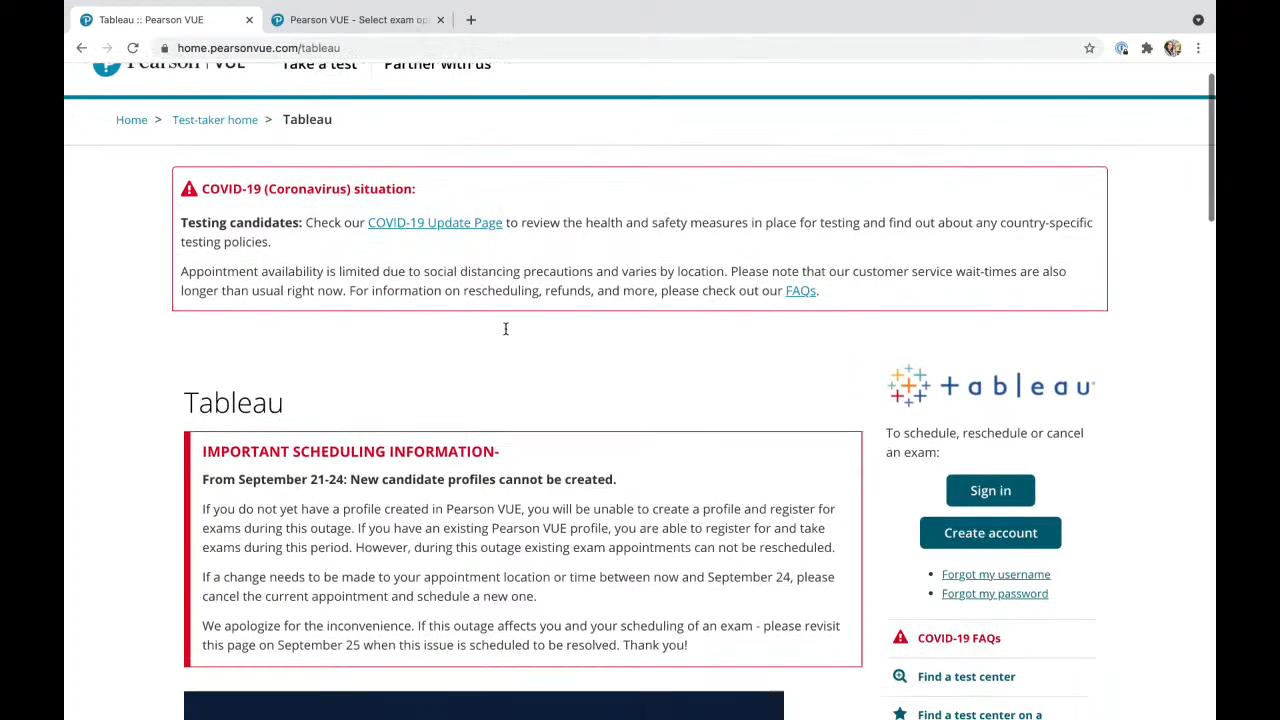 Tableau :: Pearson VUE
Pearson VUE - Select exam op
home.pearsonvue.com/tableau
Pearson VUE
Take a test
Partner with us
Home > Test-taker home > Tableau
COVID-19 (Coronavirus) situation:
Testing candidates: Check our COVID-19 Update Page to review the health and safety measures in place for testing and find out about any country-specific
testing policies.
Appointment availability is limited due to social distancing precautions and varies by location. Please note that our customer service wait-times are also
longer than usual right now. For information on rescheduling, refunds, and more, please check out our FAQs.
Tableau
IMPORTANT SCHEDULING INFORMATION-
From September 21-24: New candidate profiles cannot be created.
If you do not yet have a profile created in Pearson VUE, you will be unable to create a profile and register for
exams during this outage. If you have an existing Pearson VUE profile, you are able to register for and take
exams during this period. However, during this outage existing exam appointments can not be rescheduled.
If a change needs to be made to your appointment location or time between now and September 24, please
cancel the current appointment and schedule a new one.
We apologize for the inconvenience. If this outage affects you and your scheduling of an exam - please revisit
this page on September 25 when this issue is scheduled to be resolved. Thank you!
+ a b l e a u
To schedule, reschedule or cancel
an exam:
Sign in
Create account
• Forgot my username
• Forgot my password
COVID-19 FAQs
Find a test center
Find a test center on a